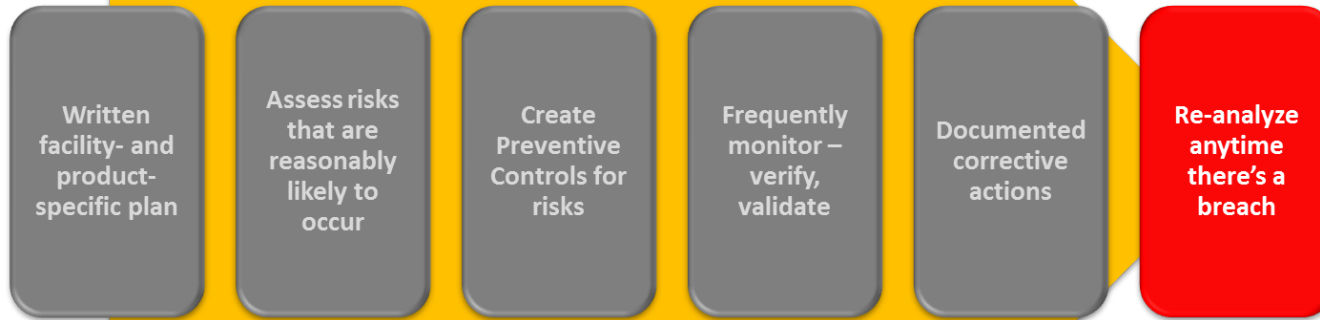 Written
facility- and
product-
specific plan
Assess risks
that are
reasonably
likely to
occur
Create
Preventive
Controls for
risks
Frequently
monitor –
verify,
validate
Documented
corrective
actions
Re-analyze
anytime
there’s a
breach